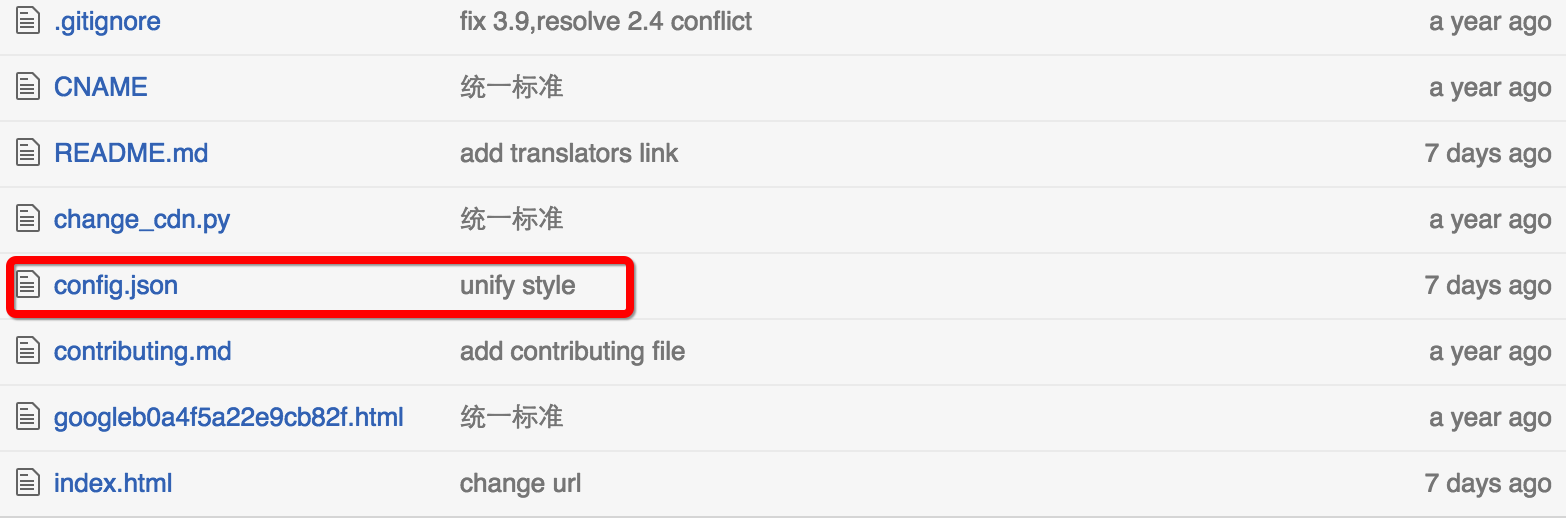 .gitignore fix 3.9,resolve 2.4 conflict a year ago
CNAME 统一标准 a year ago
README.md add translators link 7 days ago
change_cdn.py 统一标准 a year ago
config.json unify style 7 days ago
contributing.md add contributing file a year ago
googleb0a4f5a22e9cb82f.html 统一标准 a year ago
index.html change url 7 days ago